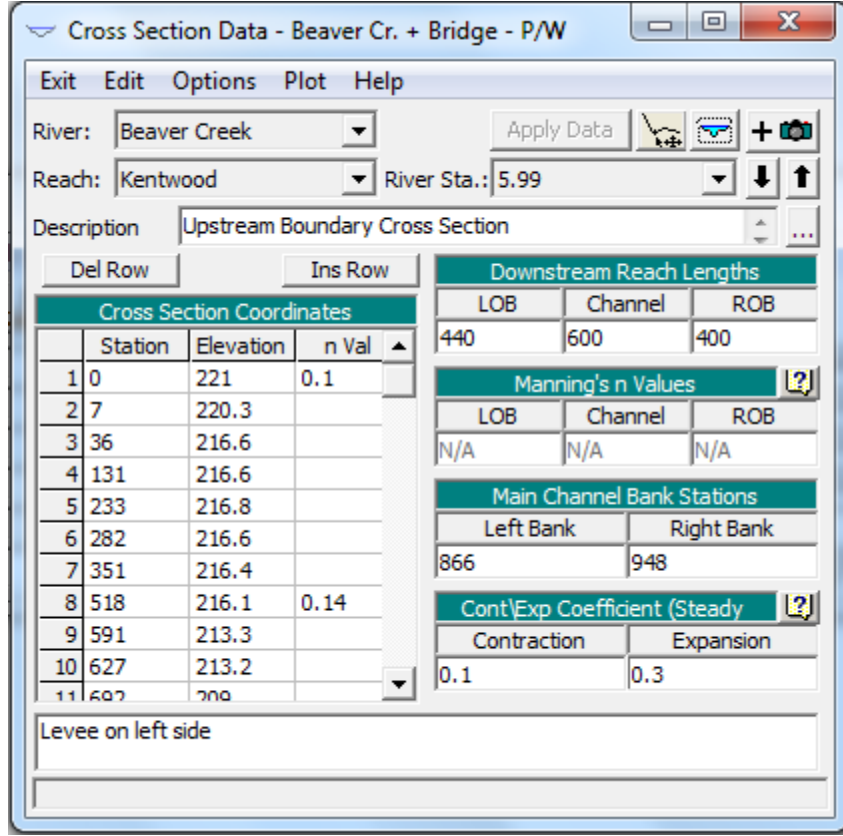 Cross Section Data - Beaver Cr. + Bridge - P/W
Exit Edit Options Plot Help
River: Beaver Creek Apply Data
Reach: Kentwood River Sta.: 5.99
Description Upstream Boundary Cross Section ...
Del Row Ins Row
Cross Section Coordinates
Station Elevation n Val
1 0 221 0.1
2 7 220.3
3 36 216.6
4 131 216.6
5 233 216.8
6 282 216.6
7 351 216.4
8 518 216.1 0.14
9 591 213.3
10 627 213.2
11 692 209
Downstream Reach Lengths
LOB Channel ROB
440 600 400
Manning's n Values
LOB Channel ROB
N/A N/A N/A
Main Channel Bank Stations
Left Bank Right Bank
866 948
Cont\Exp Coefficient (Steady
Contraction Expansion
0.1 0.3
Levee on left side